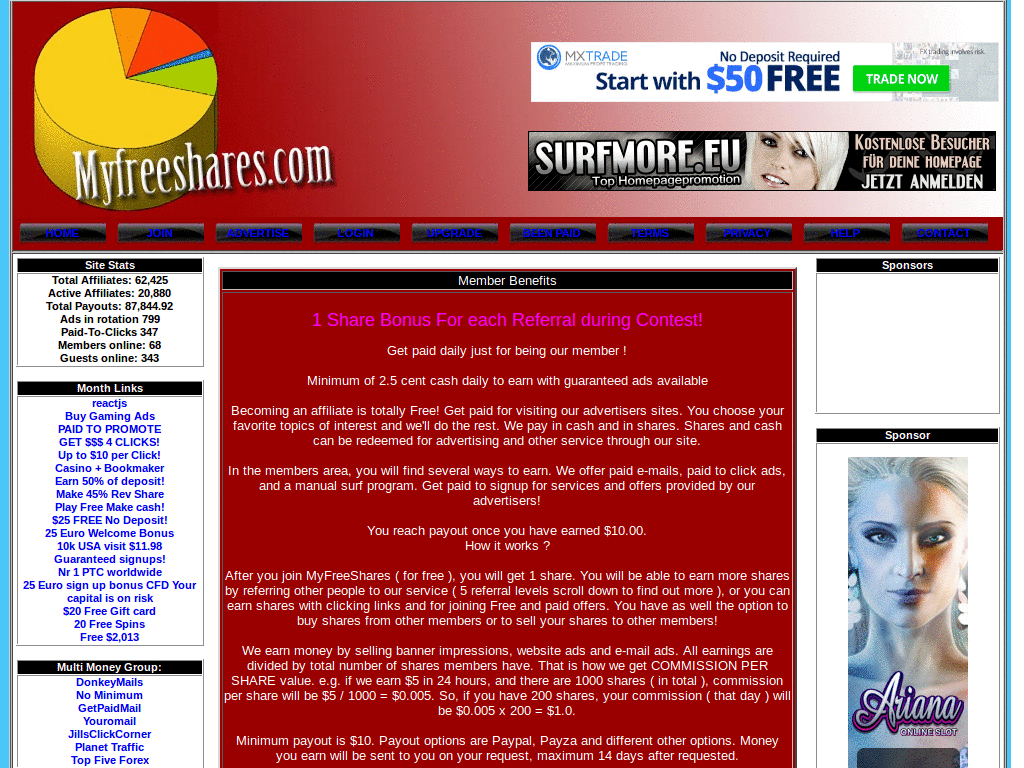 Myfreeshares.com
MXTRADE
MAXIMUM PROFIT TRADING
No Deposit Required
Start with $50 FREE
FX trading involves risk.
TRADE NOW
SURFMORE.EU
Top Homepagepromotion
KOSTENLOSE BESUCHER
FÜR DEINE HOMEPAGE
JETZT ANMELDEN
HOME JOIN ADVERTISE LOGIN UPGRADE BEEN PAID TERMS PRIVACY HELP CONTACT
Site Stats
Total Affiliates: 62,425
Active Affiliates: 20,880
Total Payouts: 87,844.92
Ads in rotation 799
Paid-To-Clicks 347
Members online: 68
Guests online: 343
Month Links
reactjs
Buy Gaming Ads
PAID TO PROMOTE
GET $$$ 4 CLICKS!
Up to $10 per Click!
Casino + Bookmaker
Earn 50% of deposit!
Make 45% Rev Share
Play Free Make cash!
$25 FREE No Deposit!
25 Euro Welcome Bonus
10k USA visit $11.98
Guaranteed signups!
Nr 1 PTC worldwide
25 Euro sign up bonus CFD Your
capital is on risk
$20 Free Gift card
20 Free Spins
Free $2,013
Multi Money Group:
DonkeyMails
No Minimum
GetPaidMail
Youromail
JillsClickCorner
Planet Traffic
Top Five Forex
Member Benefits
1 Share Bonus For each Referral during Contest!
Get paid daily just for being our member !
Minimum of 2.5 cent cash daily to earn with guaranteed ads available
Becoming an affiliate is totally Free! Get paid for visiting our advertisers sites. You choose your
favorite topics of interest and we'll do the rest. We pay in cash and in shares. Shares and cash
can be redeemed for advertising and other service through our site.
In the members area, you will find several ways to earn. We offer paid e-mails, paid to click ads,
and a manual surf program. Get paid to signup for services and offers provided by our
advertisers!
You reach payout once you have earned $10.00.
How it works ?
After you join MyFreeShares ( for free ), you will get 1 share. You will be able to earn more shares
by referring other people to our service ( 5 referral levels scroll down to find out more ), or you can
earn shares with clicking links and for joining Free and paid offers. You have as well the option to
buy shares from other members or to sell your shares to other members!
We earn money by selling banner impressions, website ads and e-mail ads. All earnings are
divided by total number of shares members have. That is how we get COMMISSION PER
SHARE value. e.g. if we earn $5 in 24 hours, and there are 1000 shares ( in total ), commission
per share will be $5 / 1000 = $0.005. So, if you have 200 shares, your commission ( that day ) will
be $0.005 x 200 = $1.0.
Minimum payout is $10. Payout options are Paypal, Payza and different other options. Money
you earn will be sent to you on your request, maximum 14 days after requested.
Sponsors
Sponsor
Ariana
ONLINE SLOT